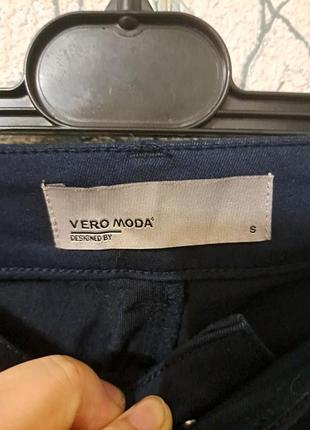 VERO MODA®
DESIGNED BY
S